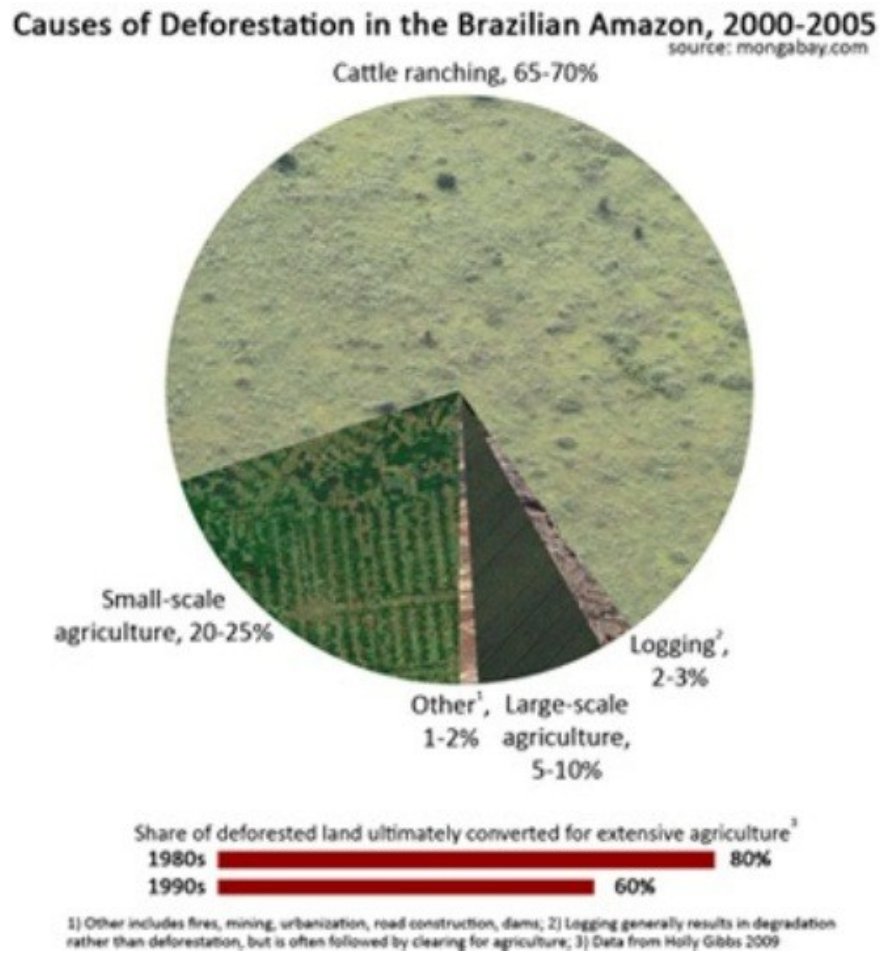 Causes of Deforestation in the Brazilian Amazon, 2000-2005
source: mongabay.com
Cattle ranching, 65-70%
Small-scale
agriculture, 20-25%
Logging²,
2-3%
Other¹,
1-2%
Large-scale
agriculture,
5-10%
Share of deforested land ultimately converted for extensive agriculture³
1980s 80%
1990s 60%
1) Other includes fires, mining, urbanization, road construction, dams; 2) Logging generally results in degradation
rather than deforestation, but is often followed by clearing for agriculture; 3) Data from Holly Gibbs 2009